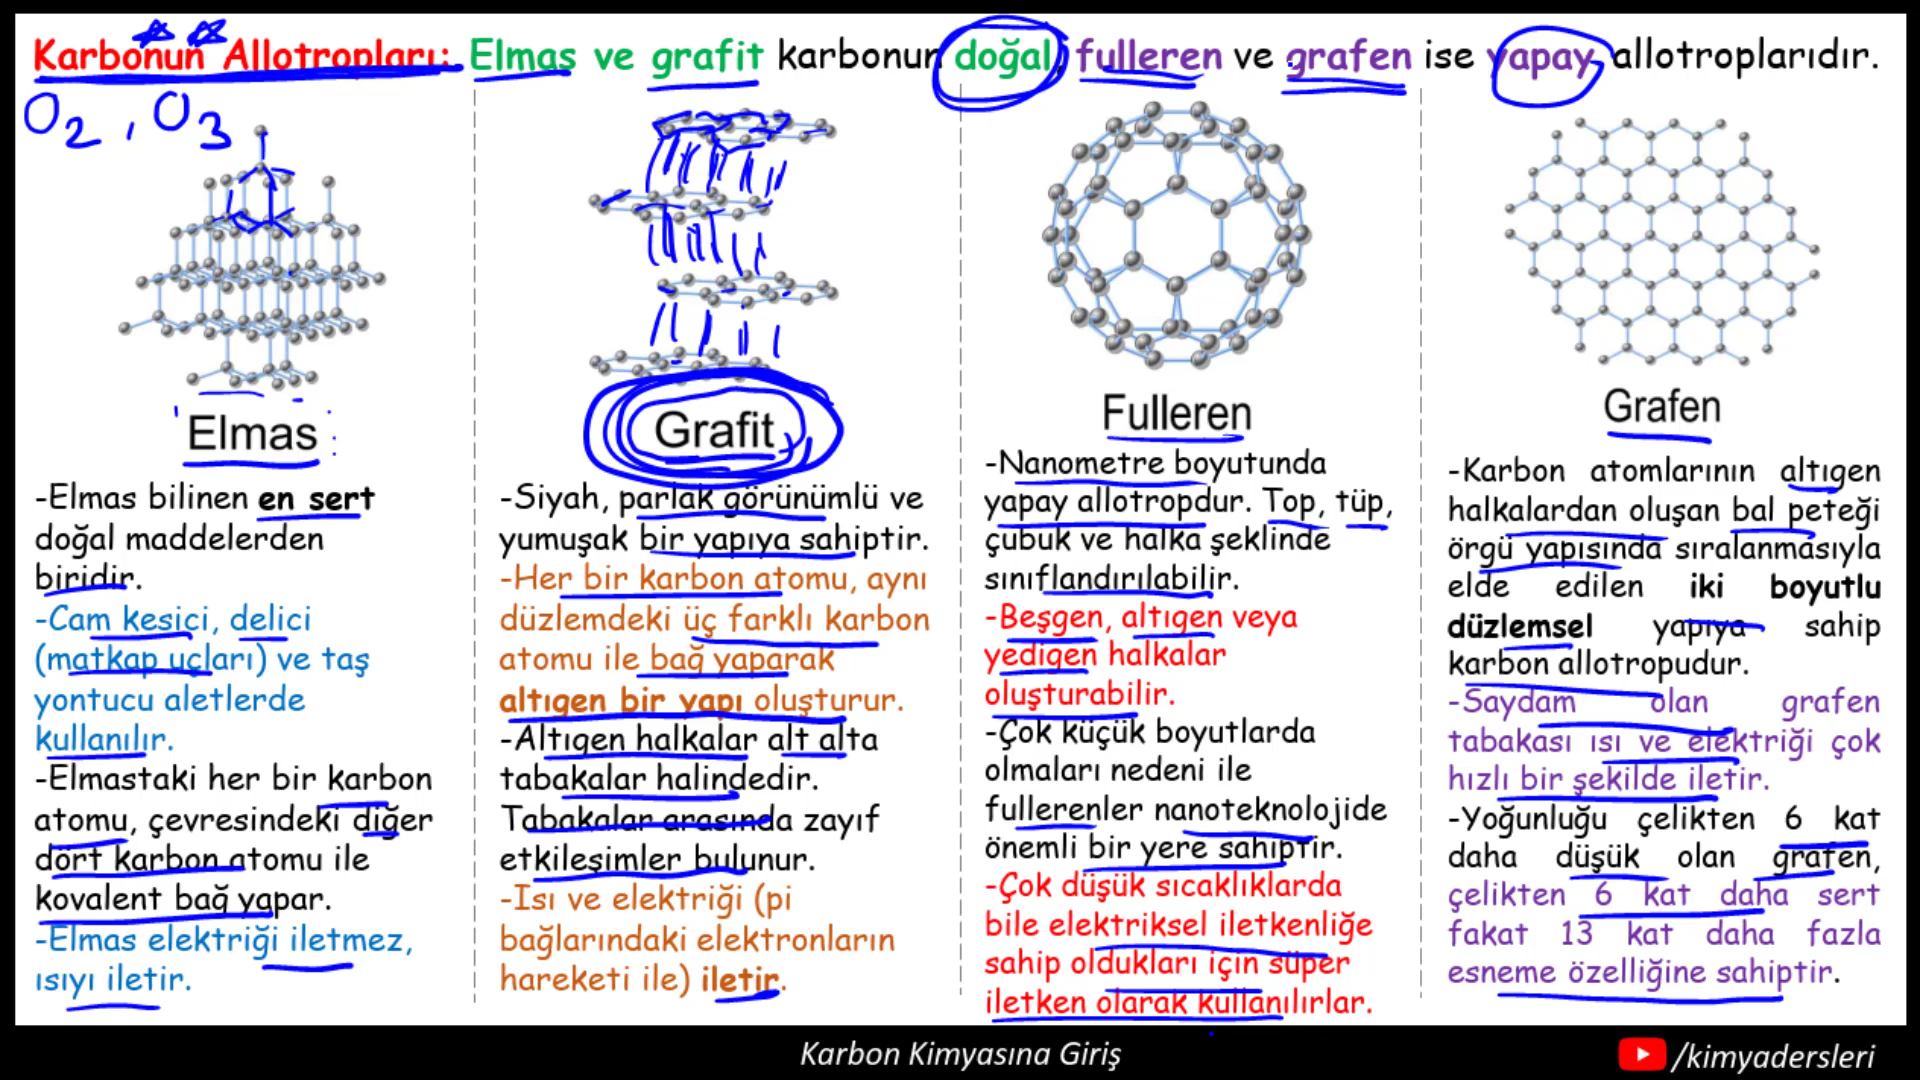 Karbonun Allotropları: Elmas ve grafit karbonun doğal, fulleren ve grafen ise yapay allotroplarıdır.
O2, O3
Elmas
-Elmas bilinen en sert
doğal maddelerden
biridir.
-Cam kesici, delici
(matkap uçları) ve taş
yontucu aletlerde
kullanılır.
-Elmastaki her bir karbon
atomu, çevresindeki diğer
dört karbon atomu ile
kovalent bağ yapar.
-Elmas elektriği iletmez,
ısıyı iletir.
Grafit
-Siyah, parlak görünümlü ve
yumuşak bir yapıya sahiptir.
-Her bir karbon atomu, aynı
düzlemdeki üç farklı karbon
atomu ile bağ yaparak
altıgen bir yapı oluşturur.
-Altıgen halkalar alt alta
tabakalar halindedir.
Tabakalar arasında zayıf
etkileşimler bulunur.
-Isı ve elektriği (pi
bağlarındaki elektronların
hareketi ile) iletir.
Fulleren
-Nanometre boyutunda
yapay allotropdur. Top, tüp,
çubuk ve halka şeklinde
sınıflandırılabilir.
-Beşgen, altıgen veya
yedigen halkalar
oluşturabilir.
-Çok küçük boyutlarda
olmaları nedeni ile
fullerenler nanoteknolojide
önemli bir yere sahiptir.
-Çok düşük sıcaklıklarda
bile elektriksel iletkenliğe
sahip oldukları için süper
iletken olarak kullanılırlar.
Grafen
-Karbon atomlarının altıgen
halkalardan oluşan bal peteği
örgü yapısında sıralanmasıyla
elde edilen iki boyutlu
düzlemsel yapıya sahip
karbon allotropudur.
-Saydam olan grafen
tabakası ısı ve elektriği çok
hızlı bir şekilde iletir.
-Yoğunluğu çelikten 6 kat
daha düşük olan grafen,
çelikten 6 kat daha sert
fakat 13 kat daha fazla
esneme özelliğine sahiptir.
Karbon Kimyasına Giriş
/kimyadersleri